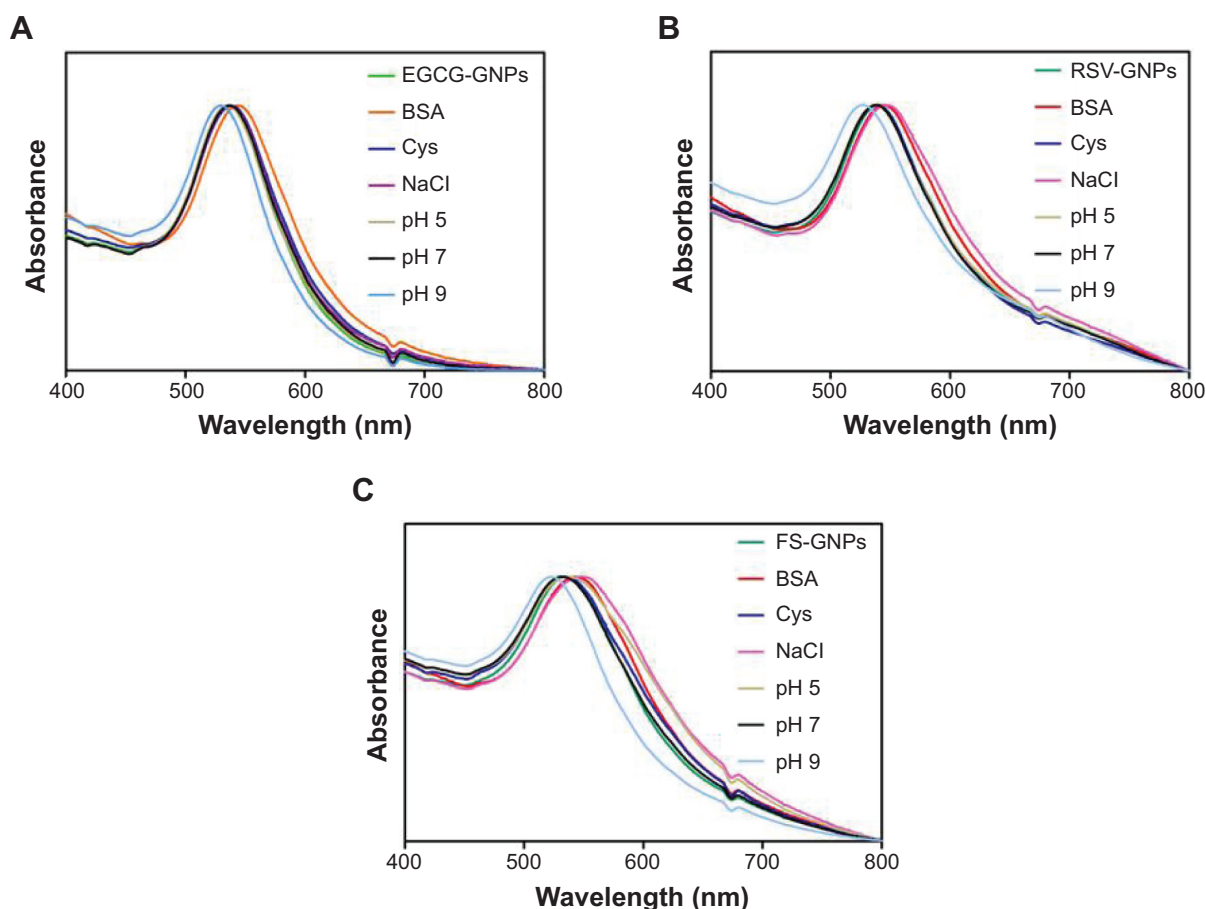 A
EGCG-GNPs
BSA
Cys
NaCl
pH 5
pH 7
pH 9
Absorbance
400 500 600 700 800
Wavelength (nm)
B
RSV-GNPs
BSA
Cys
NaCl
pH 5
pH 7
pH 9
Absorbance
400 500 600 700 800
Wavelength (nm)
C
FS-GNPs
BSA
Cys
NaCl
pH 5
pH 7
pH 9
Absorbance
400 500 600 700 800
Wavelength (nm)